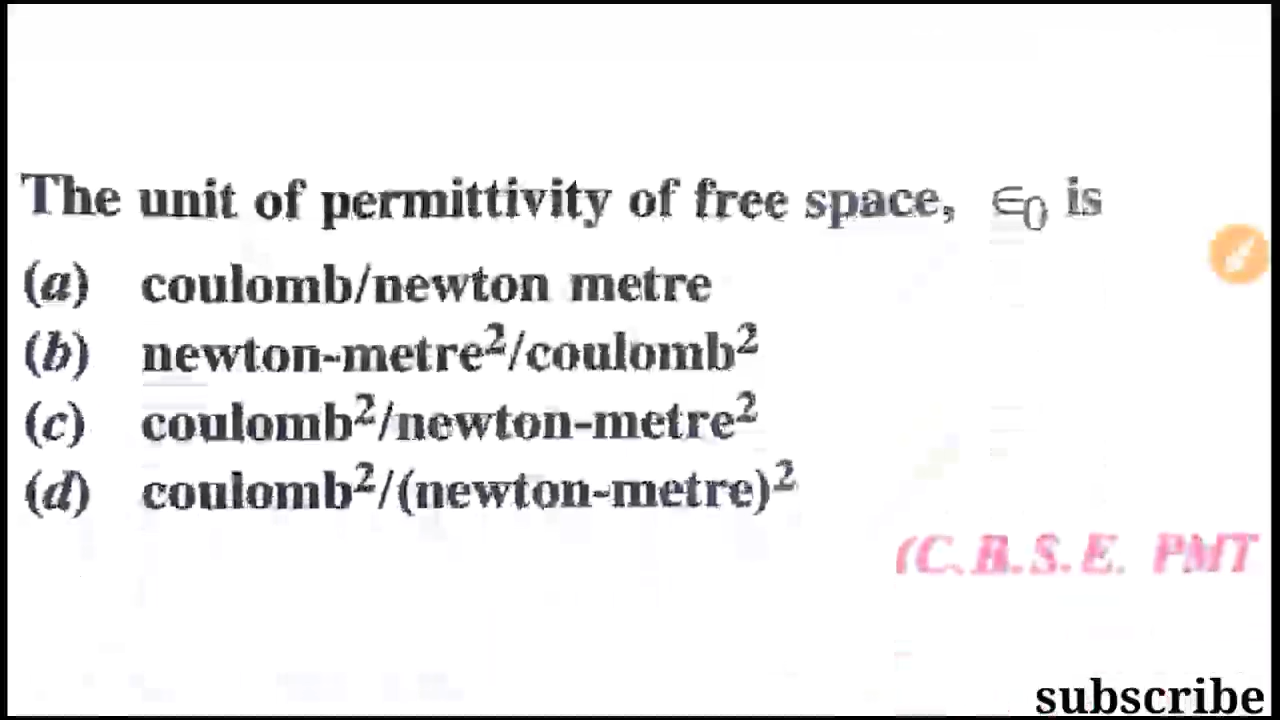 The unit of permittivity of free space, ∈₀ is
(a) coulomb/newton metre
(b) newton-metre²/coulomb²
(c) coulomb²/newton-metre²
(d) coulomb²/(newton-metre)²
(C.B.S.E. PMT
subscribe